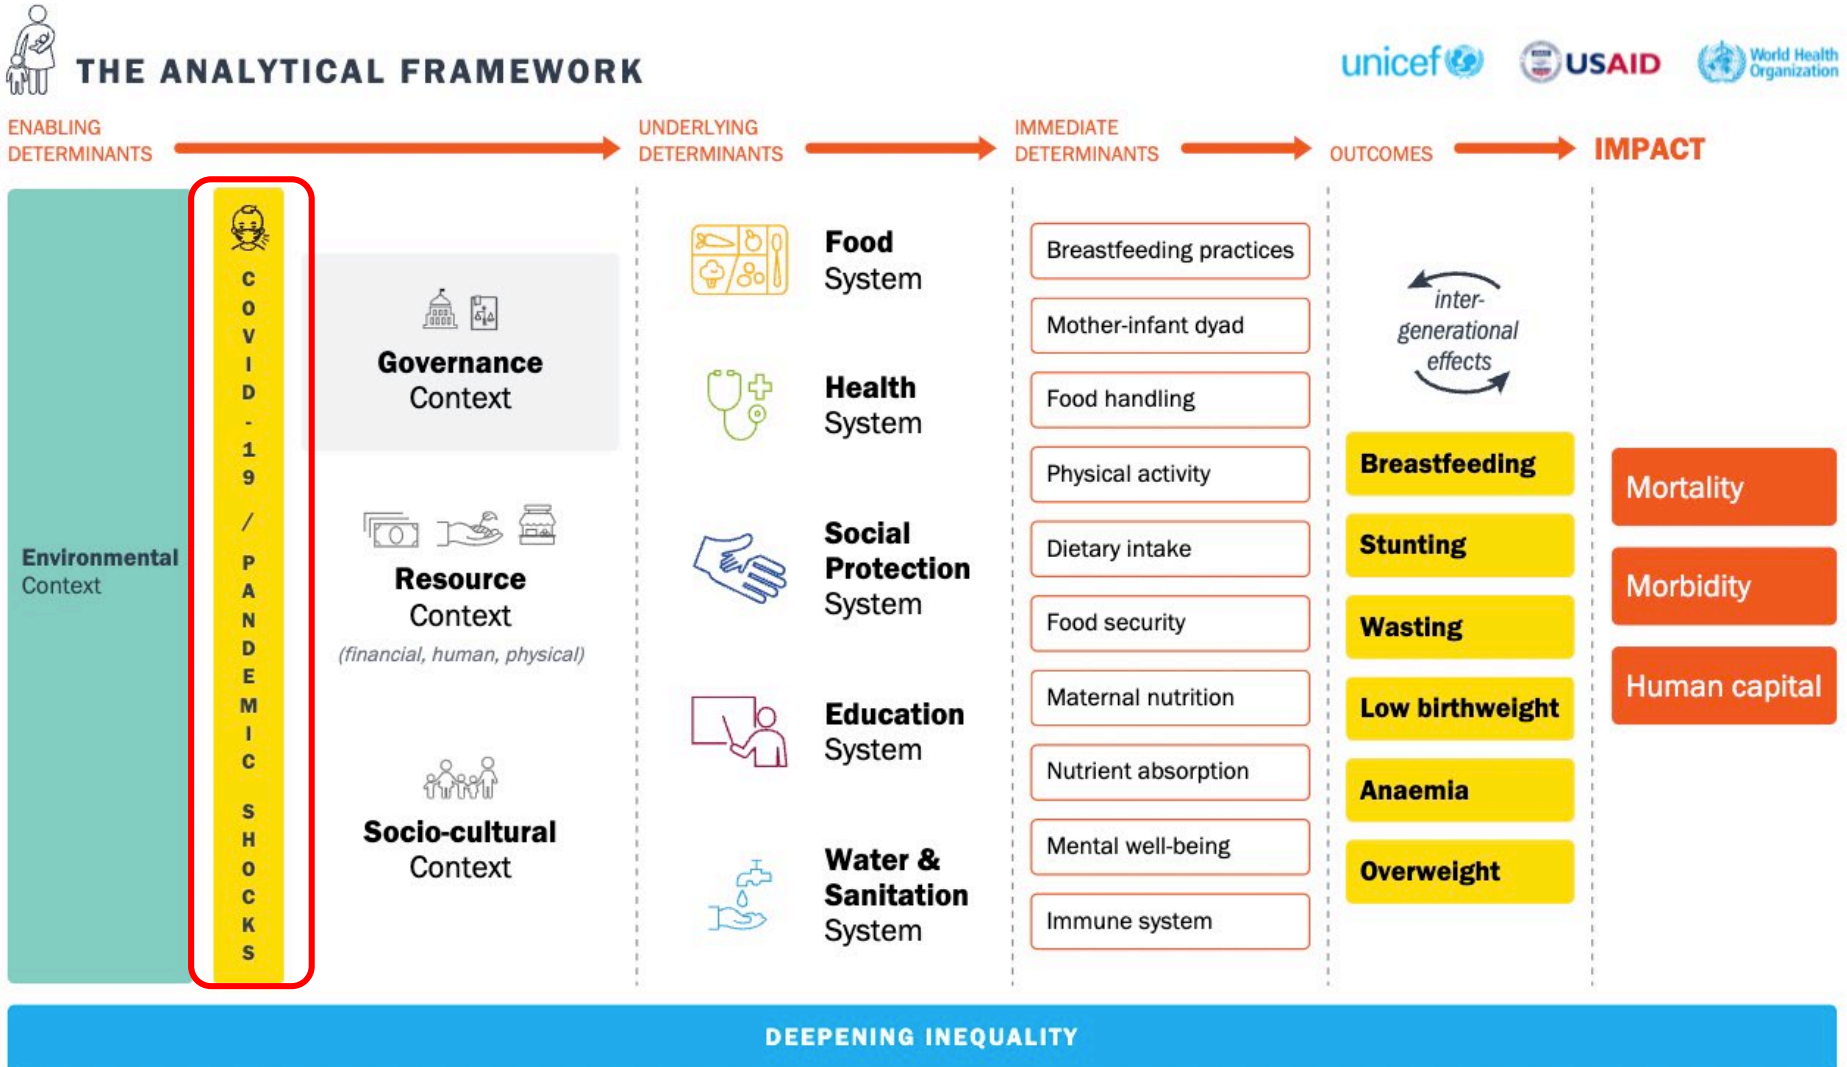 THE ANALYTICAL FRAMEWORK
unicef
USAID
World Health
Organization
ENABLING
DETERMINANTS
UNDERLYING
DETERMINANTS
IMMEDIATE
DETERMINANTS
OUTCOMES
IMPACT
Environmental
Context
COVID-19 / PANDEMIC SHOCKS
Governance
Context
Resource
Context
(financial, human, physical)
Socio-cultural
Context
Food
System
Health
System
Social
Protection
System
Education
System
Water &
Sanitation
System
Breastfeeding practices
Mother-infant dyad
Food handling
Physical activity
Dietary intake
Food security
Maternal nutrition
Nutrient absorption
Mental well-being
Immune system
inter-
generational
effects
Breastfeeding
Stunting
Wasting
Low birthweight
Anaemia
Overweight
Mortality
Morbidity
Human capital
DEEPENING INEQUALITY